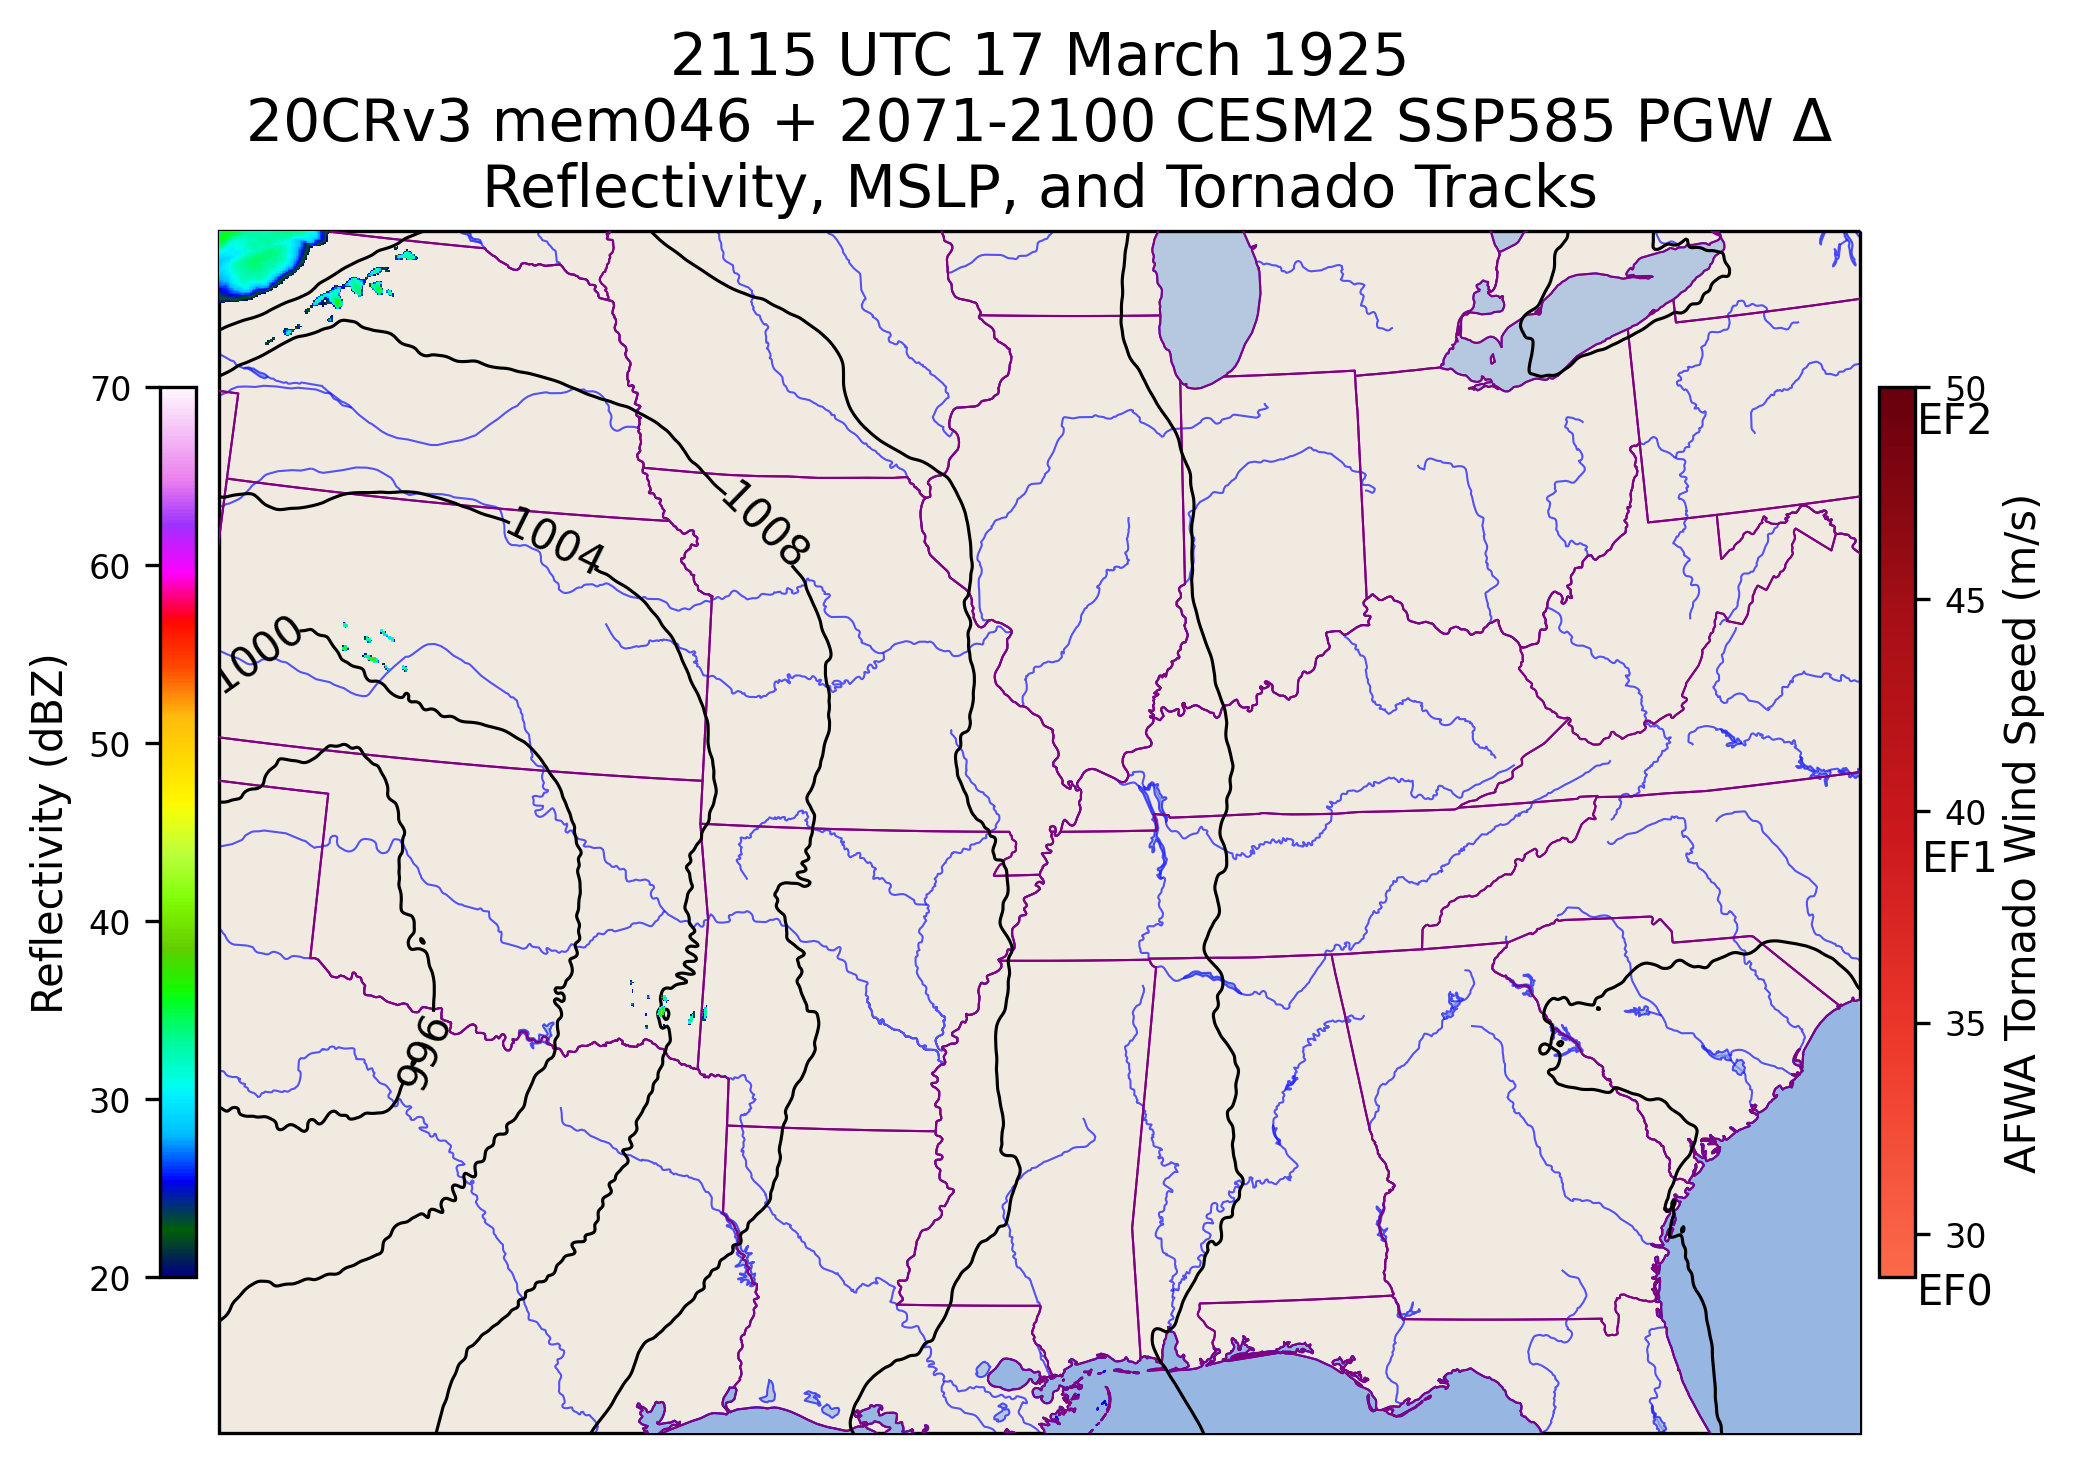 2115 UTC 17 March 1925
20CRv3 mem046 + 2071-2100 CESM2 SSP585 PGW Δ
Reflectivity, MSLP, and Tornado Tracks
Reflectivity (dBZ)
70
60
50
40
30
20
1008
1004
1000
996
50
EF2
45
40
EF1
35
30
EF0
AFWA Tornado Wind Speed (m/s)